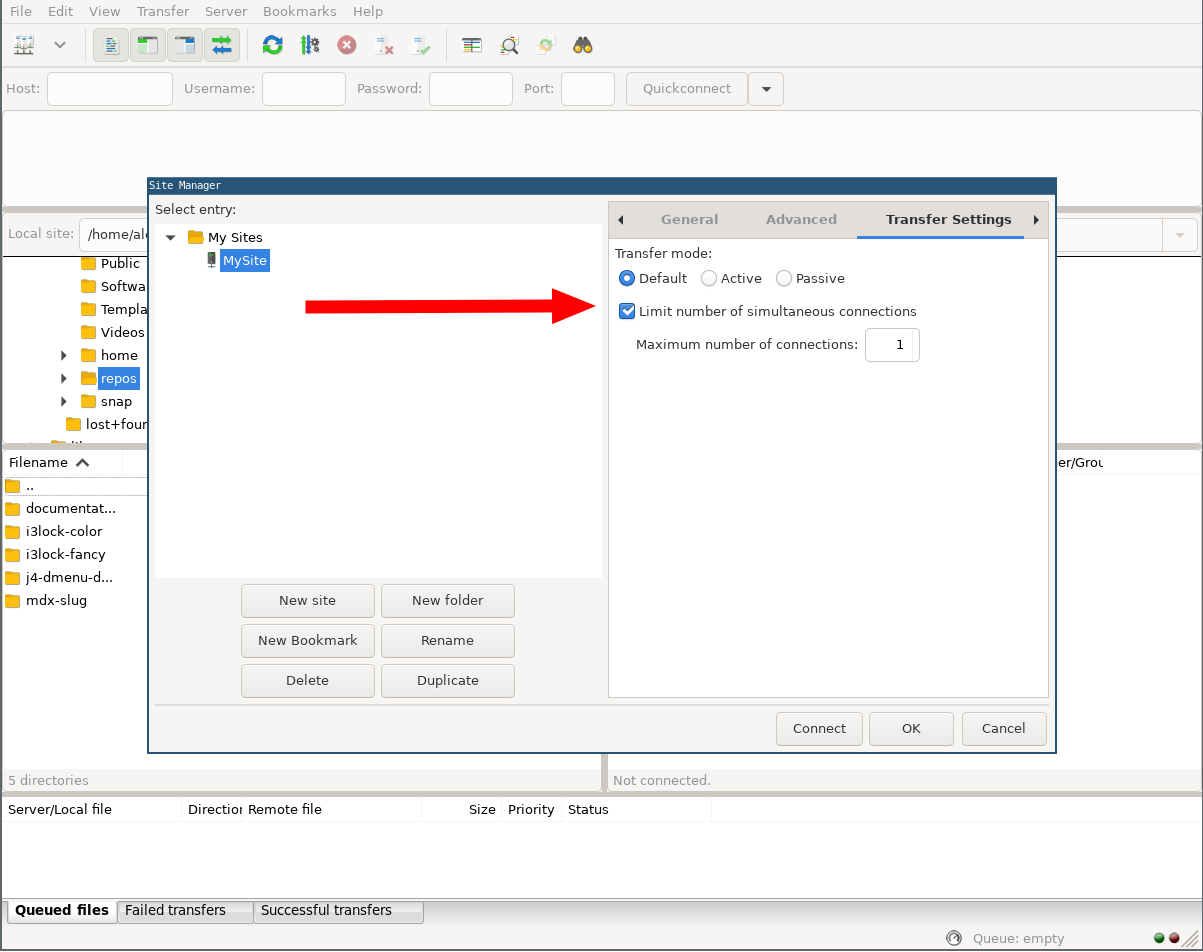 File Edit View Transfer Server Bookmarks Help
Host: Username: Password: Port: Quickconnect
Site Manager
Select entry:
My Sites
MySite
General Advanced Transfer Settings
Transfer mode:
Default Active Passive
Limit number of simultaneous connections
Maximum number of connections: 1
New site New folder
New Bookmark Rename
Delete Duplicate
Connect OK Cancel
Local site: /home/al
Public
Softwa
Templa
Videos
home
repos
snap
lost+foun
Filename
er/Grou
..
documentat...
i3lock-color
i3lock-fancy
j4-dmenu-d...
mdx-slug
5 directories
Not connected.
Server/Local file Direction Remote file Size Priority Status
Queued files Failed transfers Successful transfers
Queue: empty